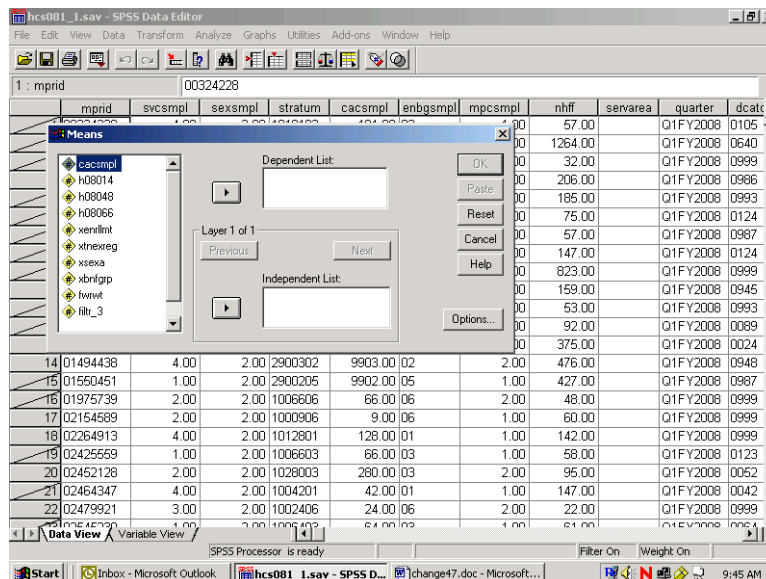 hcs081_1.sav - SPSS Data Editor
File Edit View Data Transform Analyze Graphs Utilities Add-ons Window Help
1 : mprid 00324228
mprid svcsmpl sexsmpl stratum cacsmpl enbgsmpl mpcsmpl nhff servarea quarter dcatc
57.00 Q1FY2008 0105
Means
00 1264.00 Q1FY2008 0640
cacsmpl Dependent List: OK 00 32.00 Q1FY2008 0999
h08014 00 206.00 Q1FY2008 0986
h08048 Paste 00 185.00 Q1FY2008 0993
h08066 Reset 00 75.00 Q1FY2008 0124
xenrllmt Layer 1 of 1 Cancel 00 57.00 Q1FY2008 0987
xtnexreg Previous Next 00 147.00 Q1FY2008 0124
xsexa Help 00 823.00 Q1FY2008 0999
xbnfgrp Independent List: 00 159.00 Q1FY2008 0945
fwrwt 00 53.00 Q1FY2008 0993
filtr_3 Options... 00 92.00 Q1FY2008 0089
00 375.00 Q1FY2008 0024
14 01494438 4.00 2.00 2900302 9903.00 02 2.00 476.00 Q1FY2008 0948
15 01550451 1.00 2.00 2900205 9902.00 05 1.00 427.00 Q1FY2008 0987
16 01975739 2.00 2.00 1006606 66.00 06 2.00 48.00 Q1FY2008 0999
17 02154589 2.00 2.00 1000906 9.00 06 1.00 60.00 Q1FY2008 0999
18 02264913 4.00 2.00 1012801 128.00 01 1.00 142.00 Q1FY2008 0999
19 02425559 1.00 2.00 1006603 66.00 03 1.00 58.00 Q1FY2008 0123
20 02452128 2.00 2.00 1028003 280.00 03 2.00 95.00 Q1FY2008 0052
21 02464347 4.00 2.00 1004201 42.00 01 1.00 147.00 Q1FY2008 0042
22 02479921 3.00 2.00 1002406 24.00 06 2.00 22.00 Q1FY2008 0999
Data View Variable View
SPSS Processor is ready Filter On Weight On
Start Inbox - Microsoft Outlook hcs081_1.sav - SPSS D... change47.doc - Microsoft... 9:45 AM